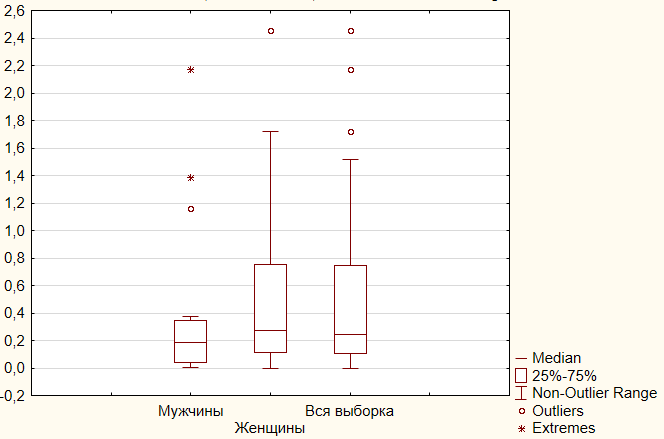 2,6
2,4
2,2
2,0
1,8
1,6
1,4
1,2
1,0
0,8
0,6
0,4
0,2
0,0
-0,2
Мужчины
Вся выборка
Женщины
Median
25%-75%
Non-Outlier Range
Outliers
Extremes